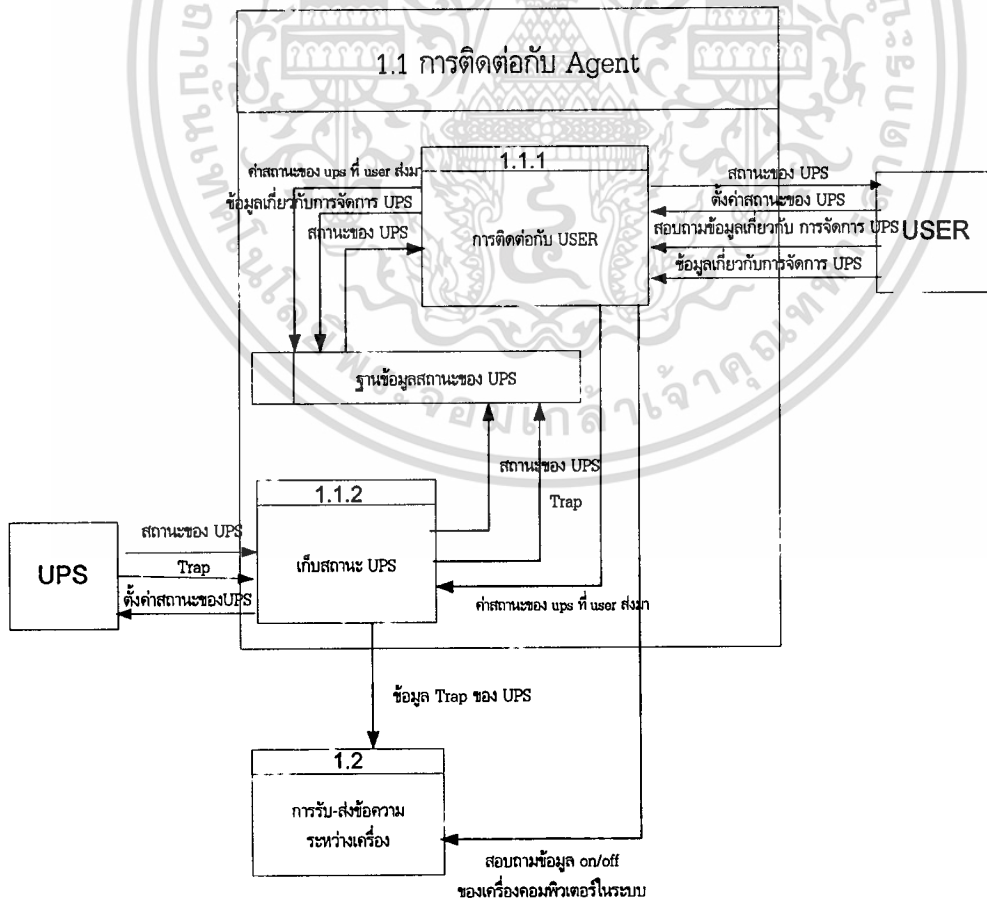 1.1 การติดต่อกับ Agent
1.1.1
การติดต่อกับ USER
ค่าสถานะของ ups ที่ user ส่งมา
ข้อมูลเกี่ยวกับการจัดการ UPS
สถานะของ UPS
สถานะของ UPS
ตั้งค่าสถานะของ UPS
สอบถามข้อมูลเกี่ยวกับ การจัดการ UPS
ข้อมูลเกี่ยวกับการจัดการ UPS
USER
ฐานข้อมูลสถานะของ UPS
สถานะของ UPS
Trap
1.1.2
เก็บสถานะ UPS
UPS
สถานะของ UPS
Trap
ตั้งค่าสถานะของUPS
ค่าสถานะของ ups ที่ user ส่งมา
ข้อมูล Trap ของ UPS
1.2
การรับ-ส่งข้อความ
ระหว่างเครื่อง
สอบถามข้อมูล on/off
ของเครื่องคอมพิวเตอร์ในระบบ